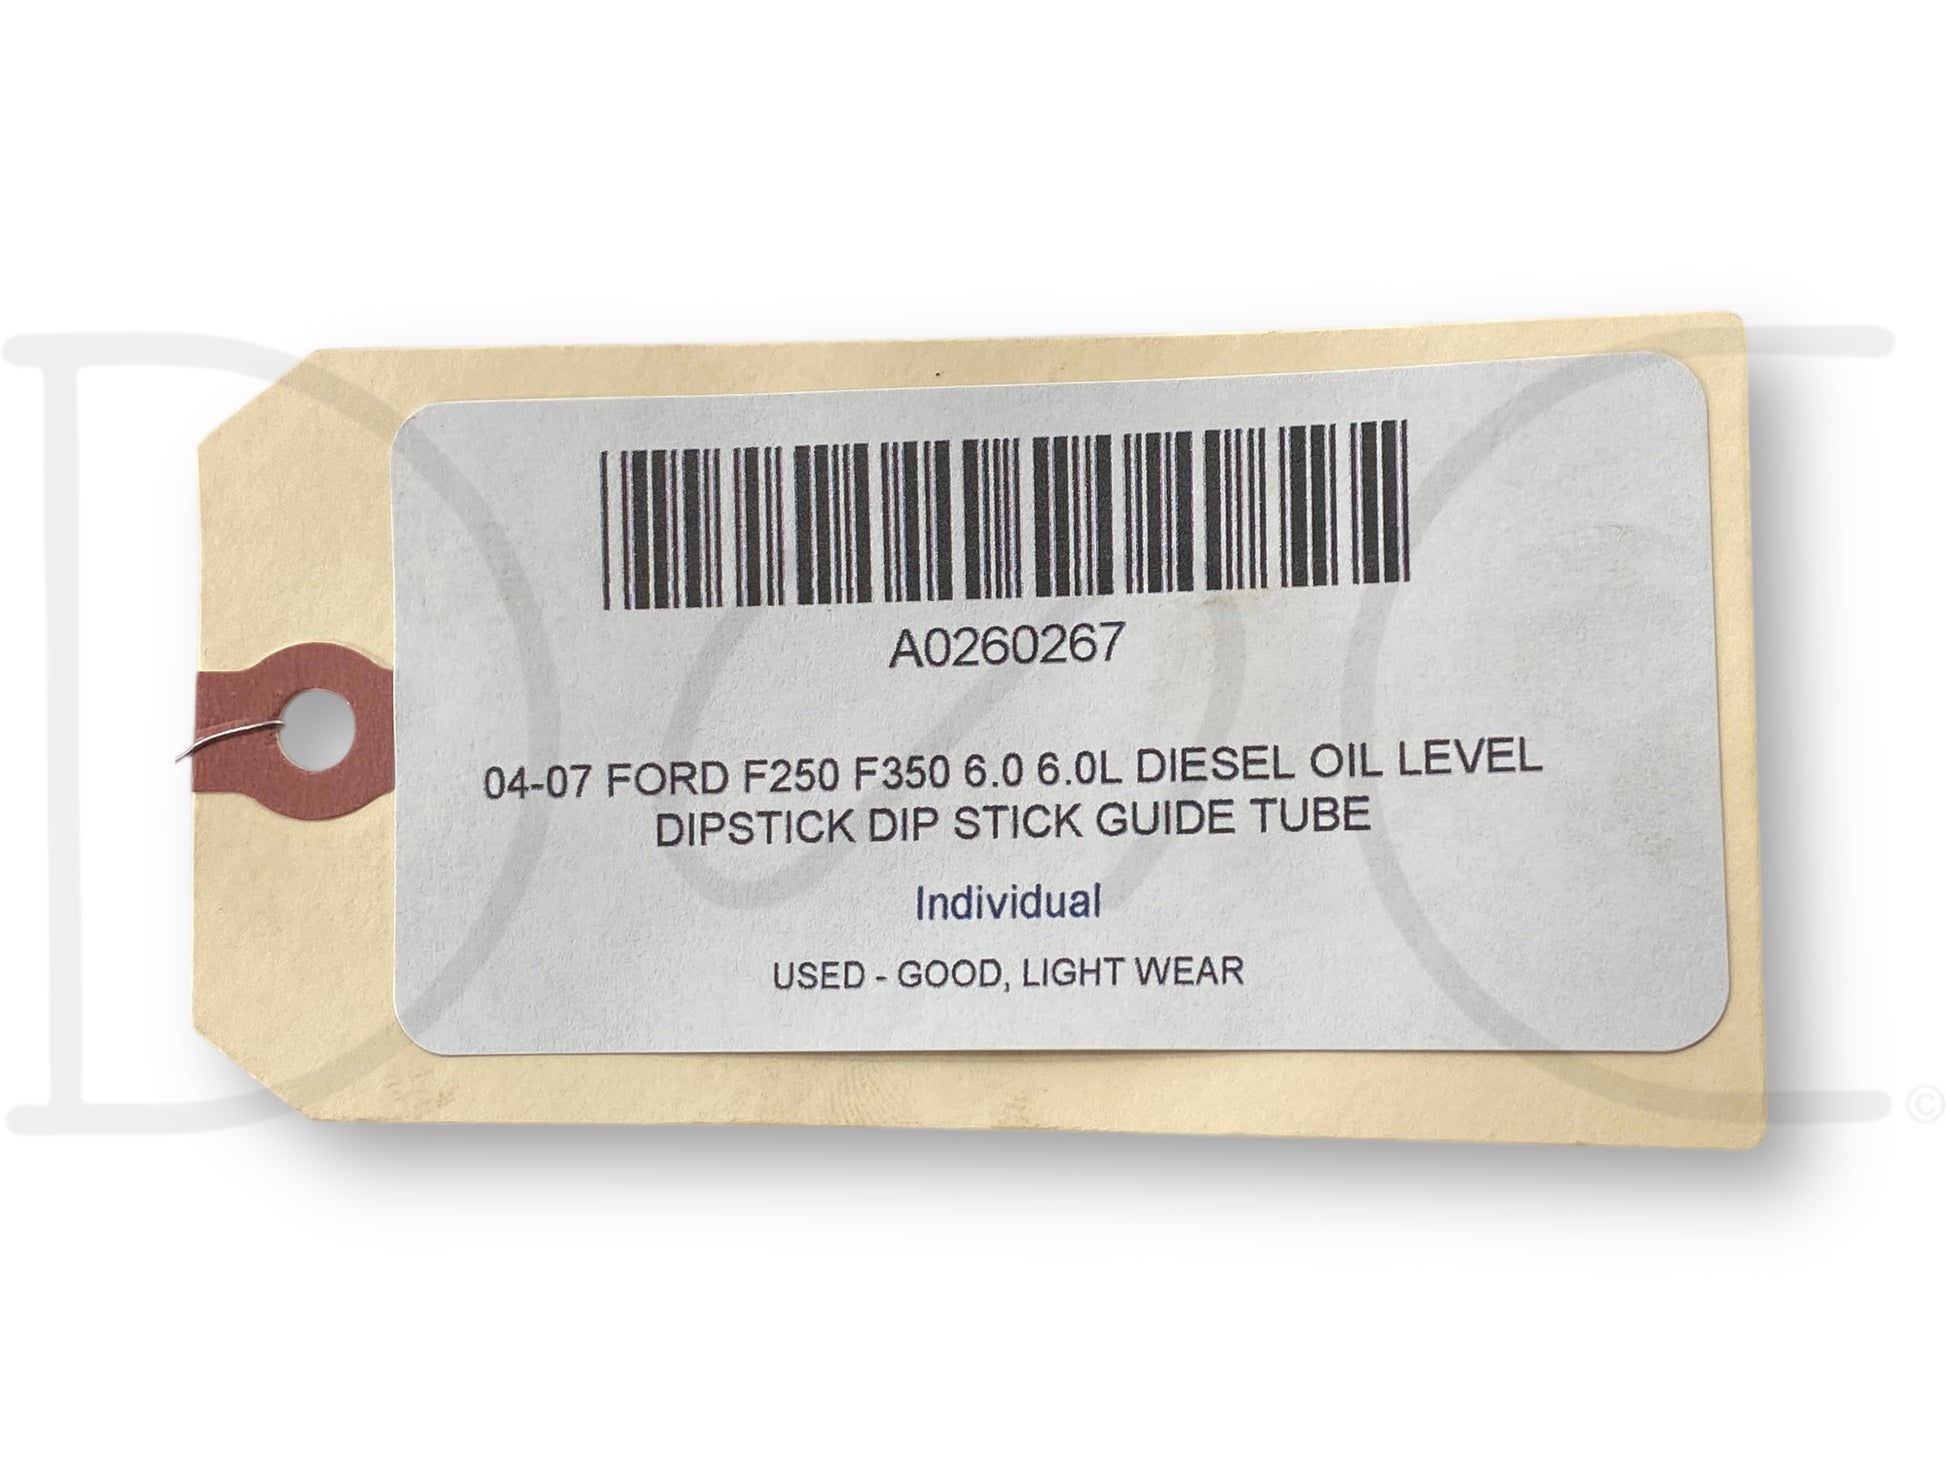 A0260267
04-07 FORD F250 F350 6.0 6.0L DIESEL OIL LEVEL
DIPSTICK DIP STICK GUIDE TUBE
Individual
USED - GOOD, LIGHT WEAR
©